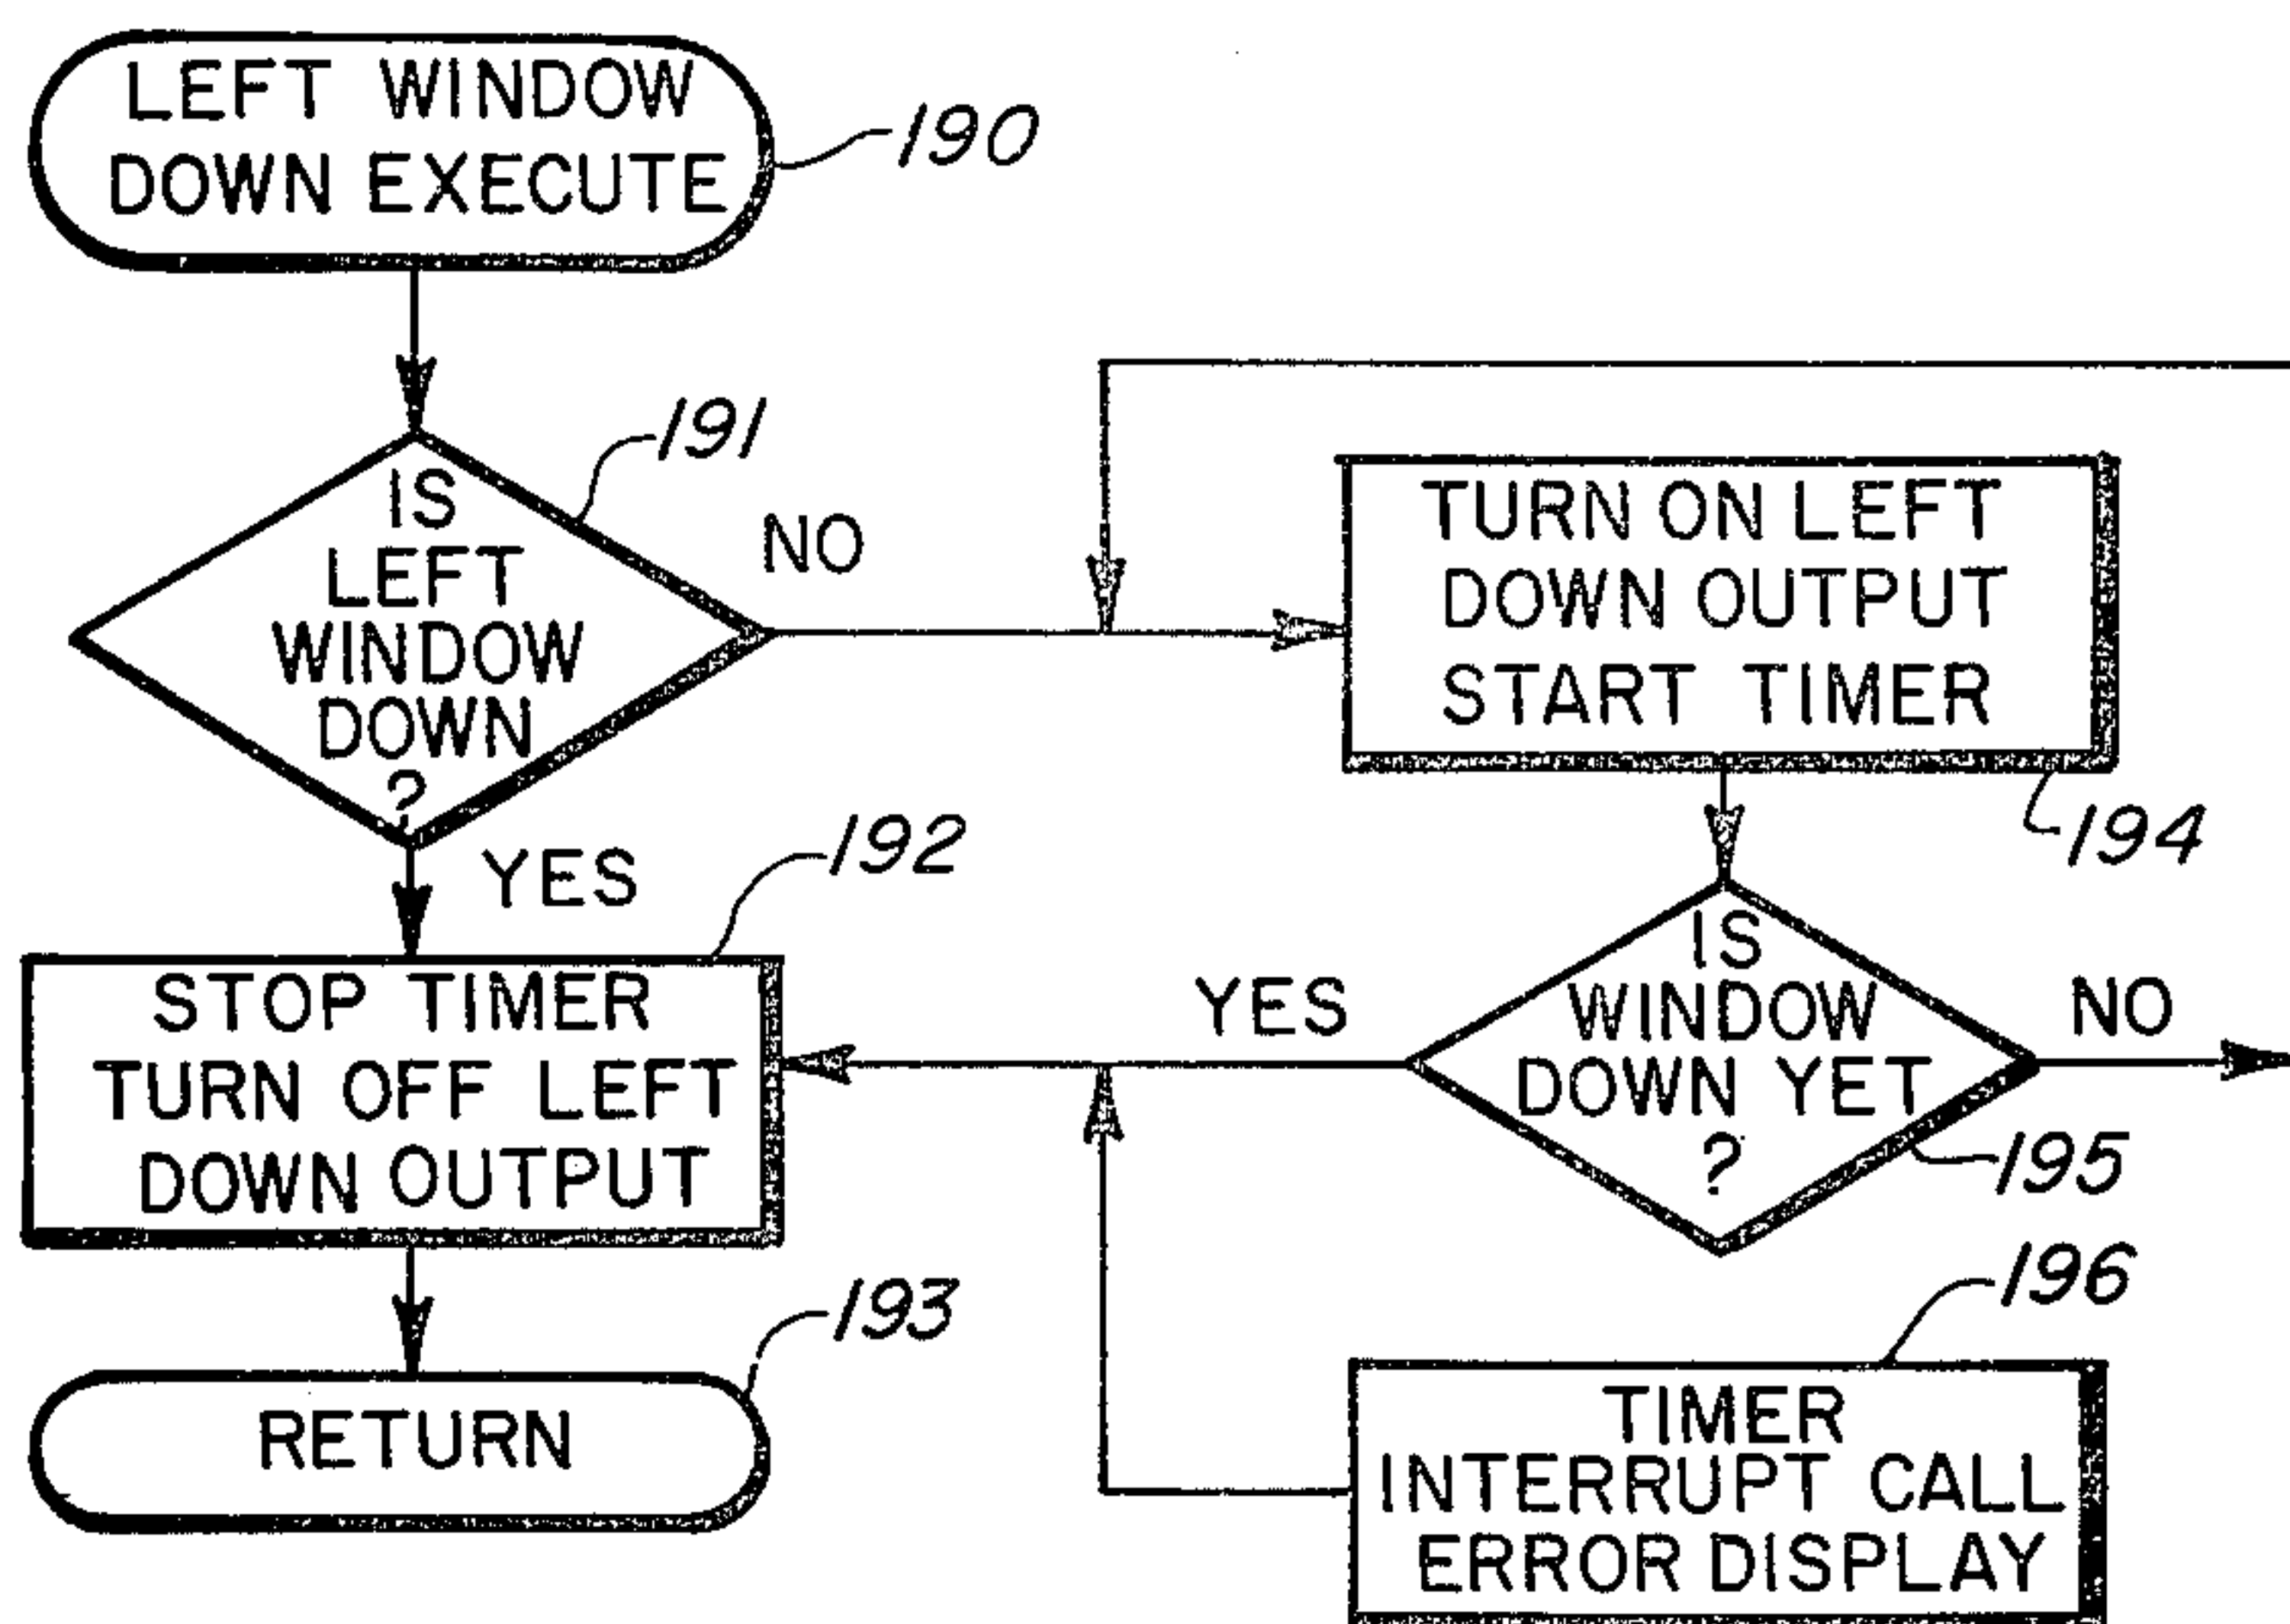 LEFT WINDOW
DOWN EXECUTE
190
IS
LEFT
WINDOW
DOWN
?
191
NO
YES
TURN ON LEFT
DOWN OUTPUT
START TIMER
194
192
STOP TIMER
TURN OFF LEFT
DOWN OUTPUT
YES
IS
WINDOW
DOWN YET
?
NO
195
193
RETURN
196
TIMER
INTERRUPT CALL
ERROR DISPLAY